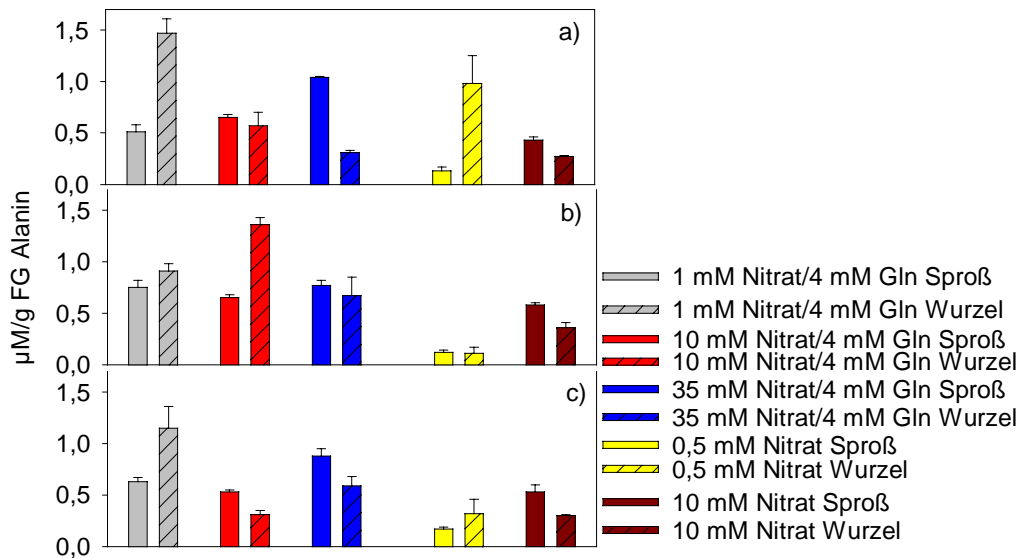 1,5
a)
1,0
0,5
0,0
1,5
b)
1,0
0,5
0,0
1,5
c)
1,0
0,5
0,0
µM/g FG Alanin
1 mM Nitrat/4 mM Gln Sproß
1 mM Nitrat/4 mM Gln Wurzel
10 mM Nitrat/4 mM Gln Sproß
10 mM Nitrat/4 mM Gln Wurzel
35 mM Nitrat/4 mM Gln Sproß
35 mM Nitrat/4 mM Gln Wurzel
0,5 mM Nitrat Sproß
0,5 mM Nitrat Wurzel
10 mM Nitrat Sproß
10 mM Nitrat Wurzel